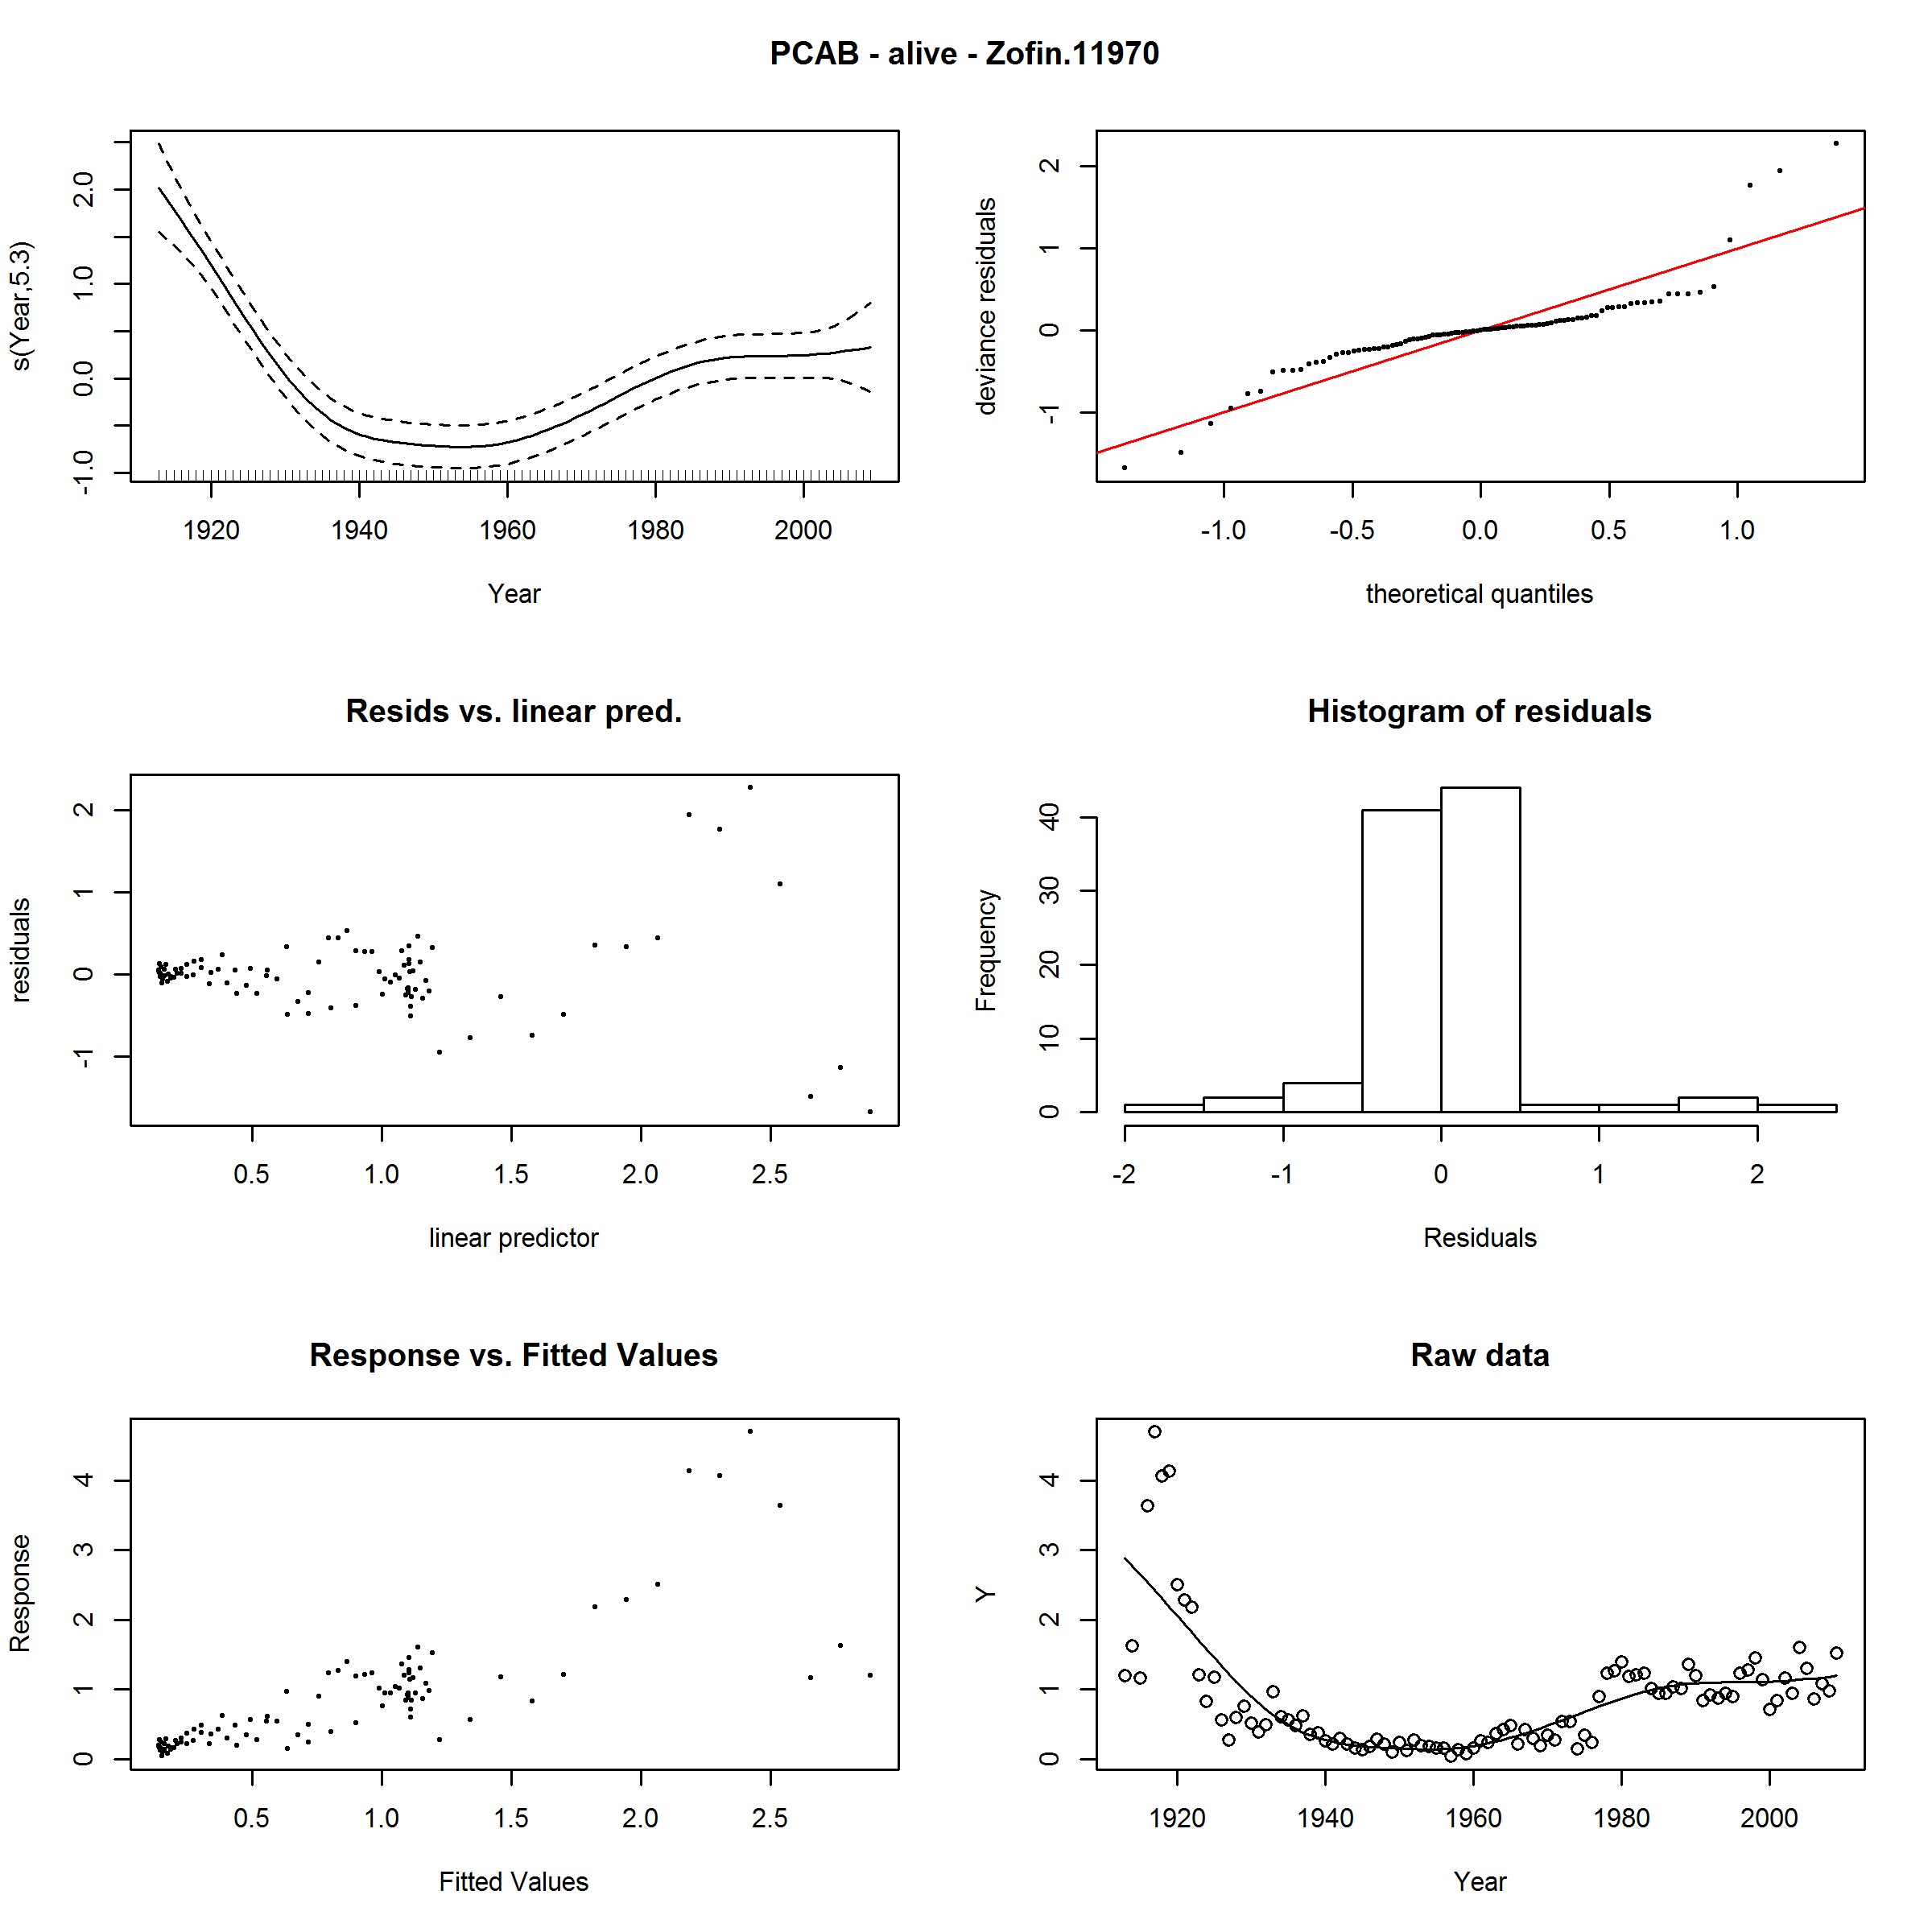 PCAB - alive - Zofin.11970
s(Year,5.3)
-1.0 0.0 1.0 2.0
1920 1940 1960 1980 2000
Year
deviance residuals
-1 0 1 2
-1.0 -0.5 0.0 0.5 1.0
theoretical quantiles
Resids vs. linear pred.
residuals
-1 0 1 2
0.5 1.0 1.5 2.0 2.5
linear predictor
Histogram of residuals
Frequency
0 10 20 30 40
-2 -1 0 1 2
Residuals
Response vs. Fitted Values
Response
0 1 2 3 4
0.5 1.0 1.5 2.0 2.5
Fitted Values
Raw data
Y
0 1 2 3 4
1920 1940 1960 1980 2000
Year